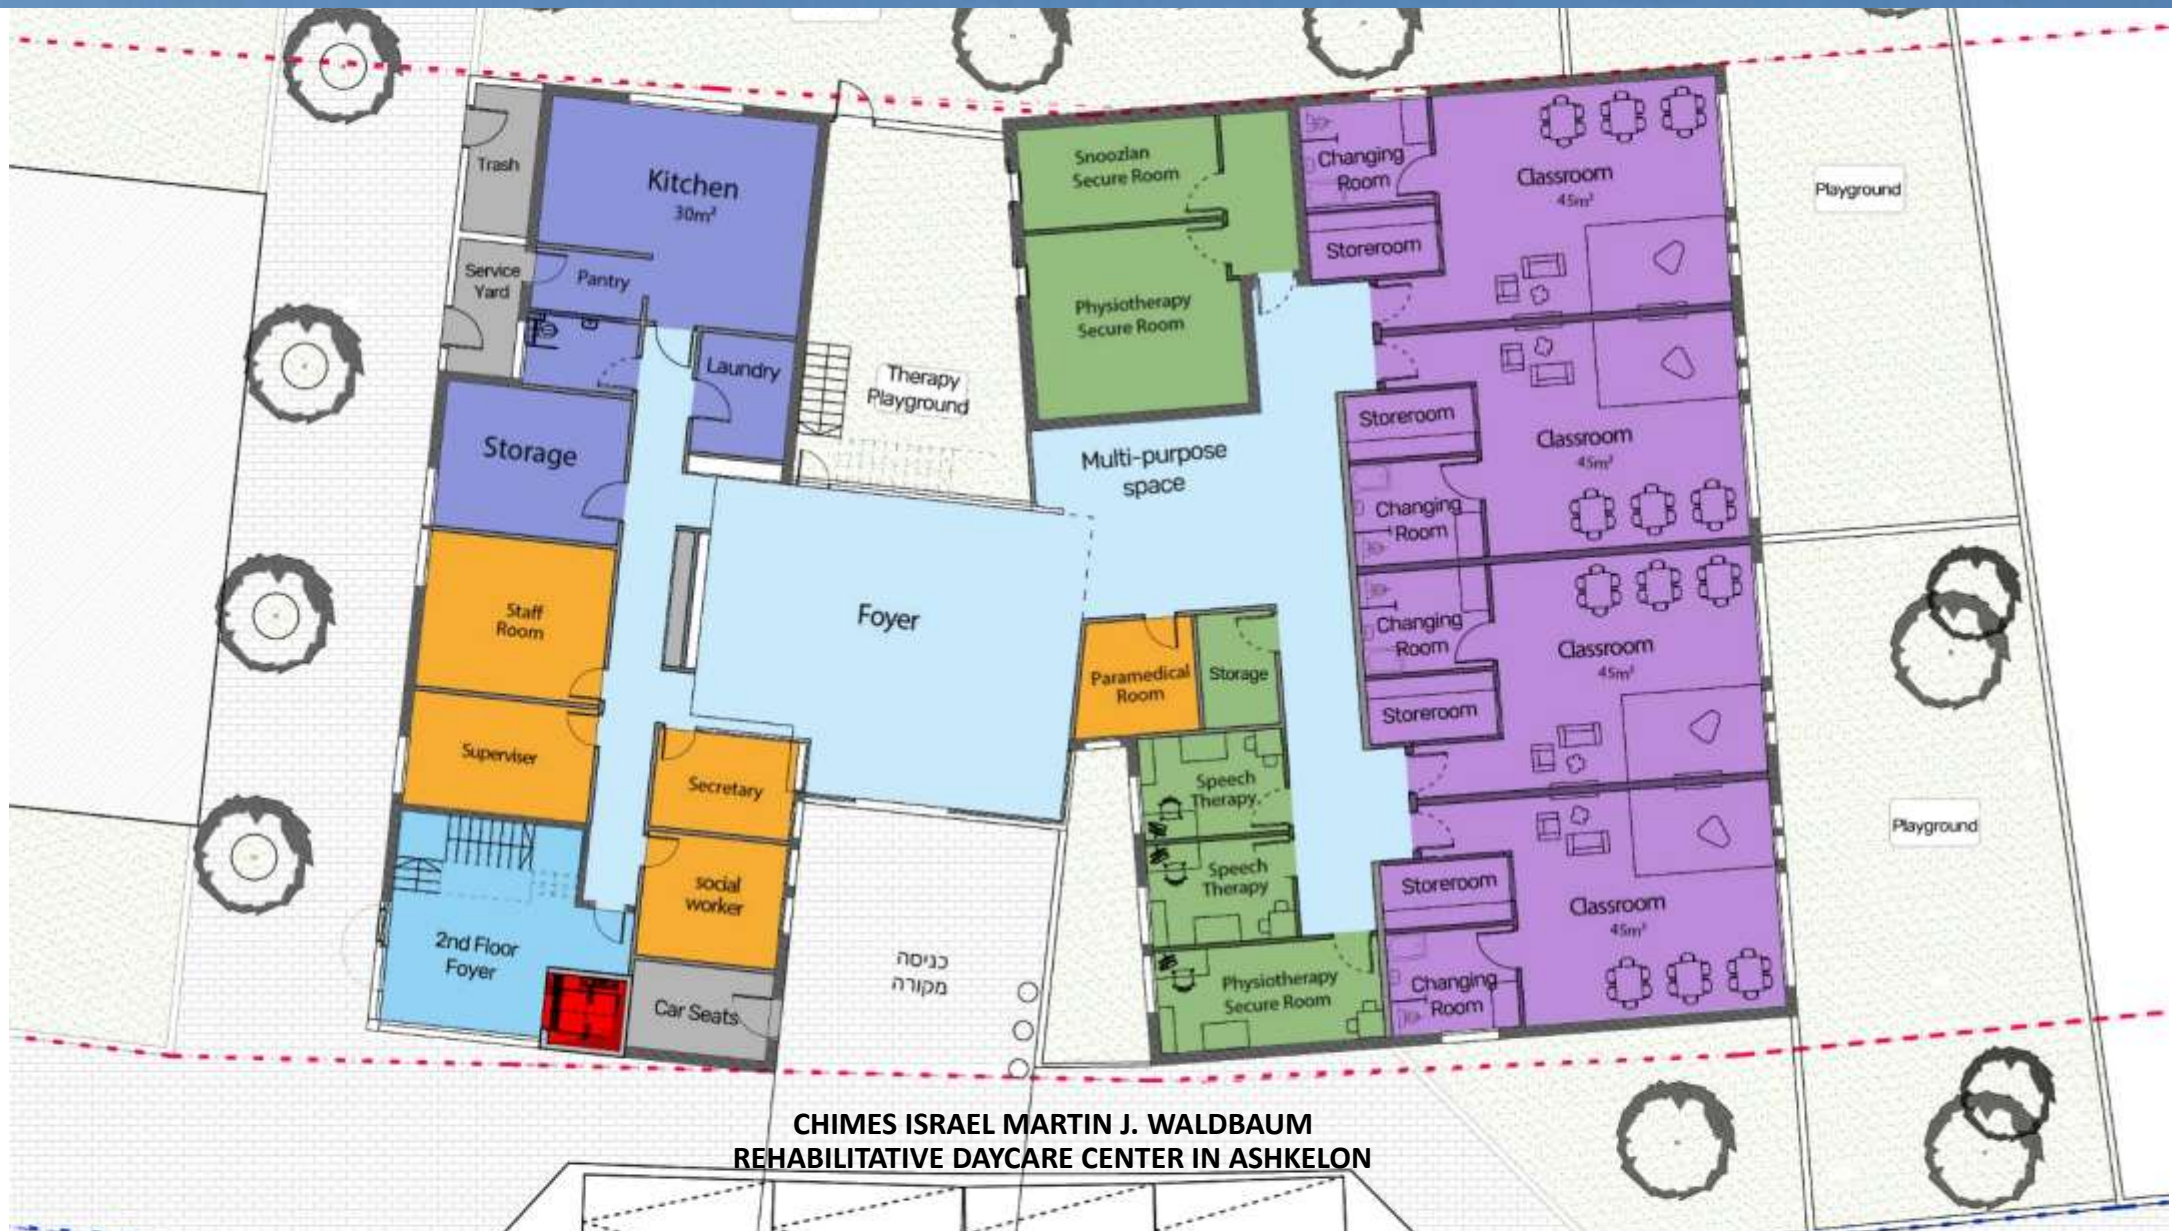 Trash
Kitchen
30m²
Snoozlan
Secure Room
Changing
Room
Classroom
45m²
Playground
Service
Yard
Pantry
Storeroom
Physiotherapy
Secure Room
Laundry
Therapy
Playground
Storage
Multi-purpose
space
Storeroom
Classroom
45m²
Changing
Room
Staff
Room
Foyer
Changing
Room
Classroom
45m²
Paramedical
Room
Storage
Storeroom
Superviser
Secretary
Speech
Therapy
Playground
social
worker
Speech
Therapy
Storeroom
Classroom
45m²
2nd Floor
Foyer
כניסה
מקורה
Physiotherapy
Secure Room
Changing
Room
Car Seats
CHIMES ISRAEL MARTIN J. WALDBAUM
REHABILITATIVE DAYCARE CENTER IN ASHKELON